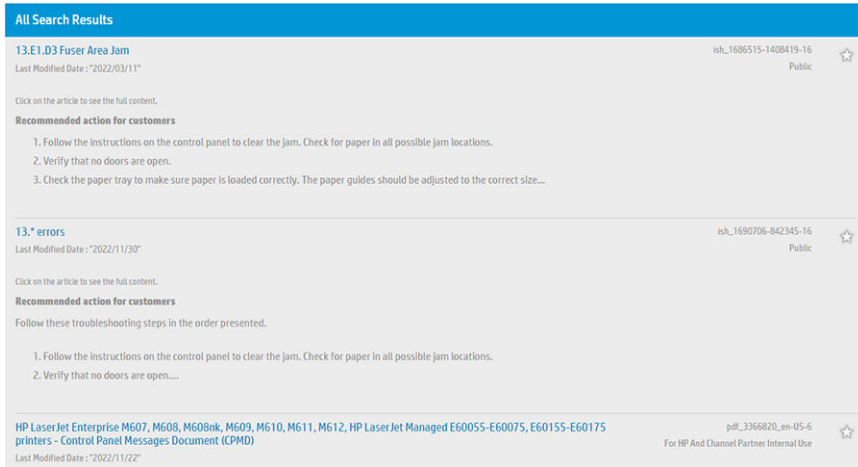 All Search Results
13.E1.D3 Fuser Area Jam
ish_1686515-1408419-16
Last Modified Date : "2022/03/11"
Public
Click on the article to see the full content.
Recommended action for customers
1. Follow the instructions on the control panel to clear the jam. Check for paper in all possible jam locations.
2. Verify that no doors are open.
3. Check the paper tray to make sure paper is loaded correctly. The paper guides should be adjusted to the correct size...
13.* errors
ish_1690706-842345-16
Last Modified Date : "2022/11/30"
Public
Click on the article to see the full content.
Recommended action for customers
Follow these troubleshooting steps in the order presented.
1. Follow the instructions on the control panel to clear the jam. Check for paper in all possible jam locations.
2. Verify that no doors are open....
HP LaserJet Enterprise M607, M608, M608nk, M609, M610, M611, M612, HP LaserJet Managed E60055-E60075, E60155-E60175
printers - Control Panel Messages Document (CPMD)
pdf_3366820_en-US-6
For HP And Channel Partner Internal Use
Last Modified Date : "2022/11/22"